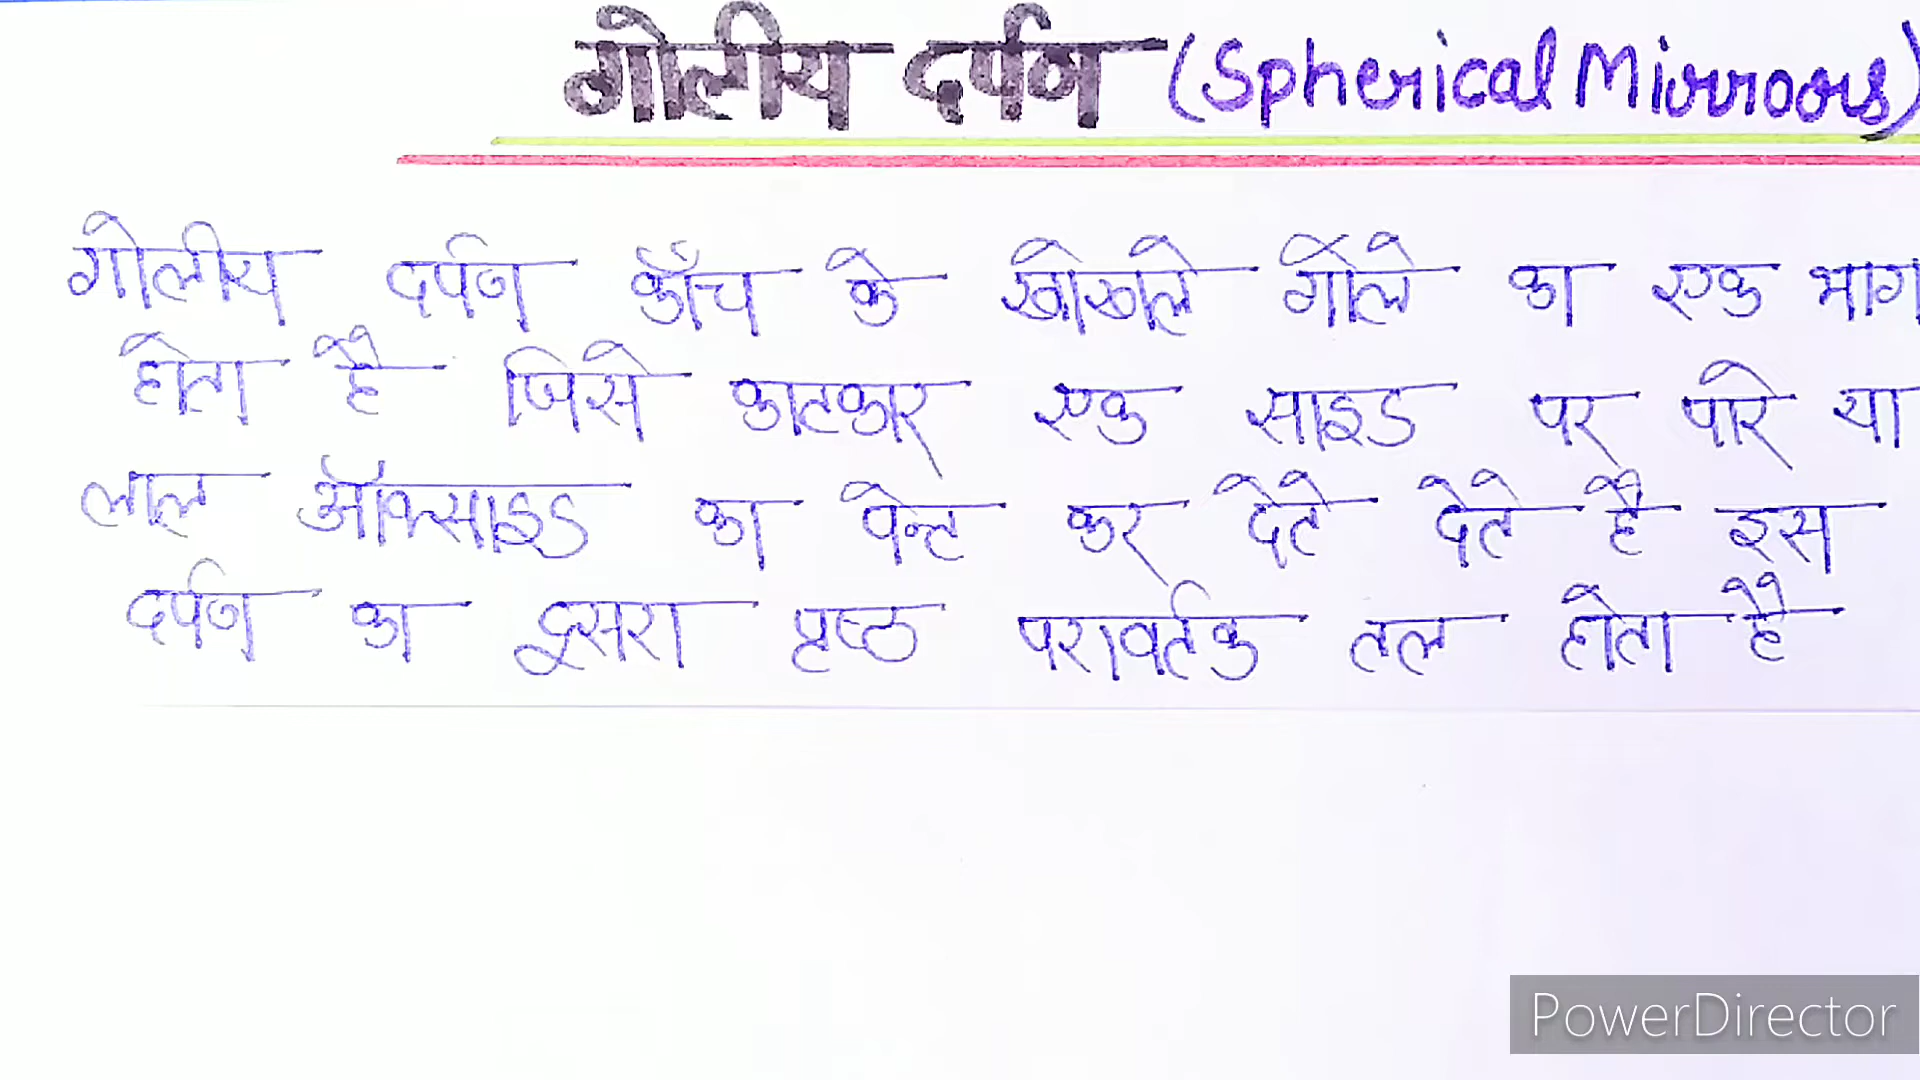 गोलीय दर्पण (Spherical Mirrors)
गोलीय दर्पण काँच के खोखले गोले का एक भाग
होता है जिसे काटकार एक साइड पर पारे या
लाल ऑक्साइड का पेन्ट कर देते देते है इस
दर्पण का दूसरा पृष्ठ परावर्तक तल होता है
PowerDirector